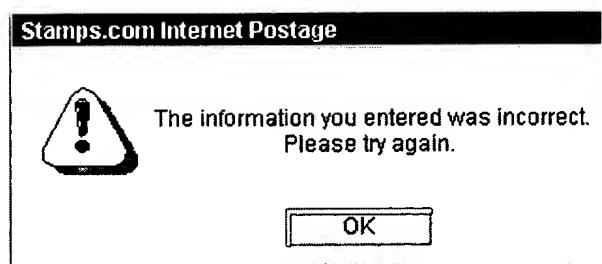 Stamps.com Internet Postage
The information you entered was incorrect.
Please try again.
OK